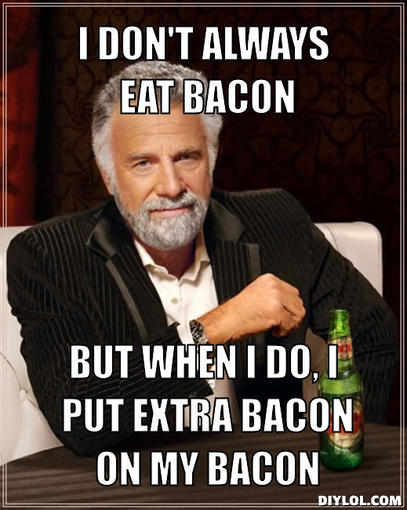 I DON'T ALWAYS
EAT BACON
BUT WHEN I DO, I
PUT EXTRA BACON
ON MY BACON
DIYLOL.COM